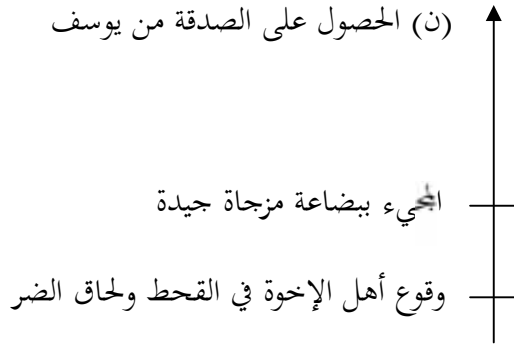 (ن) الحصول على الصدقة من يوسف
المجيء ببضاعة مزجاة جيدة
وقوع أهل الإخوة في القحط ولحاق الضر